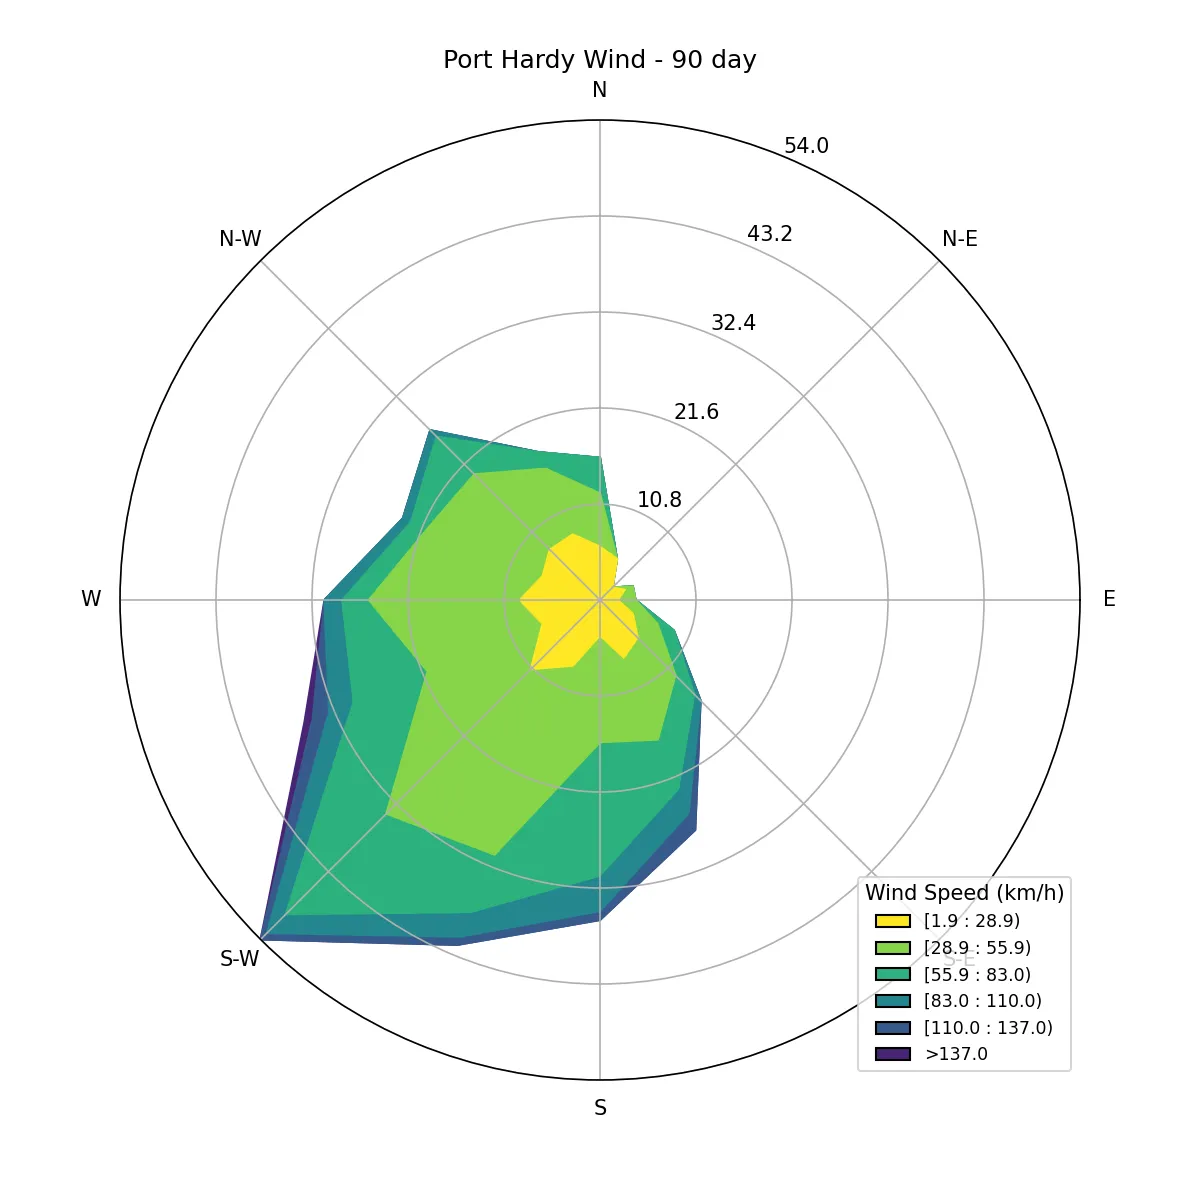 Port Hardy Wind - 90 day
N
54.0
43.2
N-W
N-E
32.4
21.6
10.8
W
E
Wind Speed (km/h)
[1.9 : 28.9)
[28.9 : 55.9)
S-W
S-E
[55.9 : 83.0)
[83.0 : 110.0)
[110.0 : 137.0)
>137.0
S